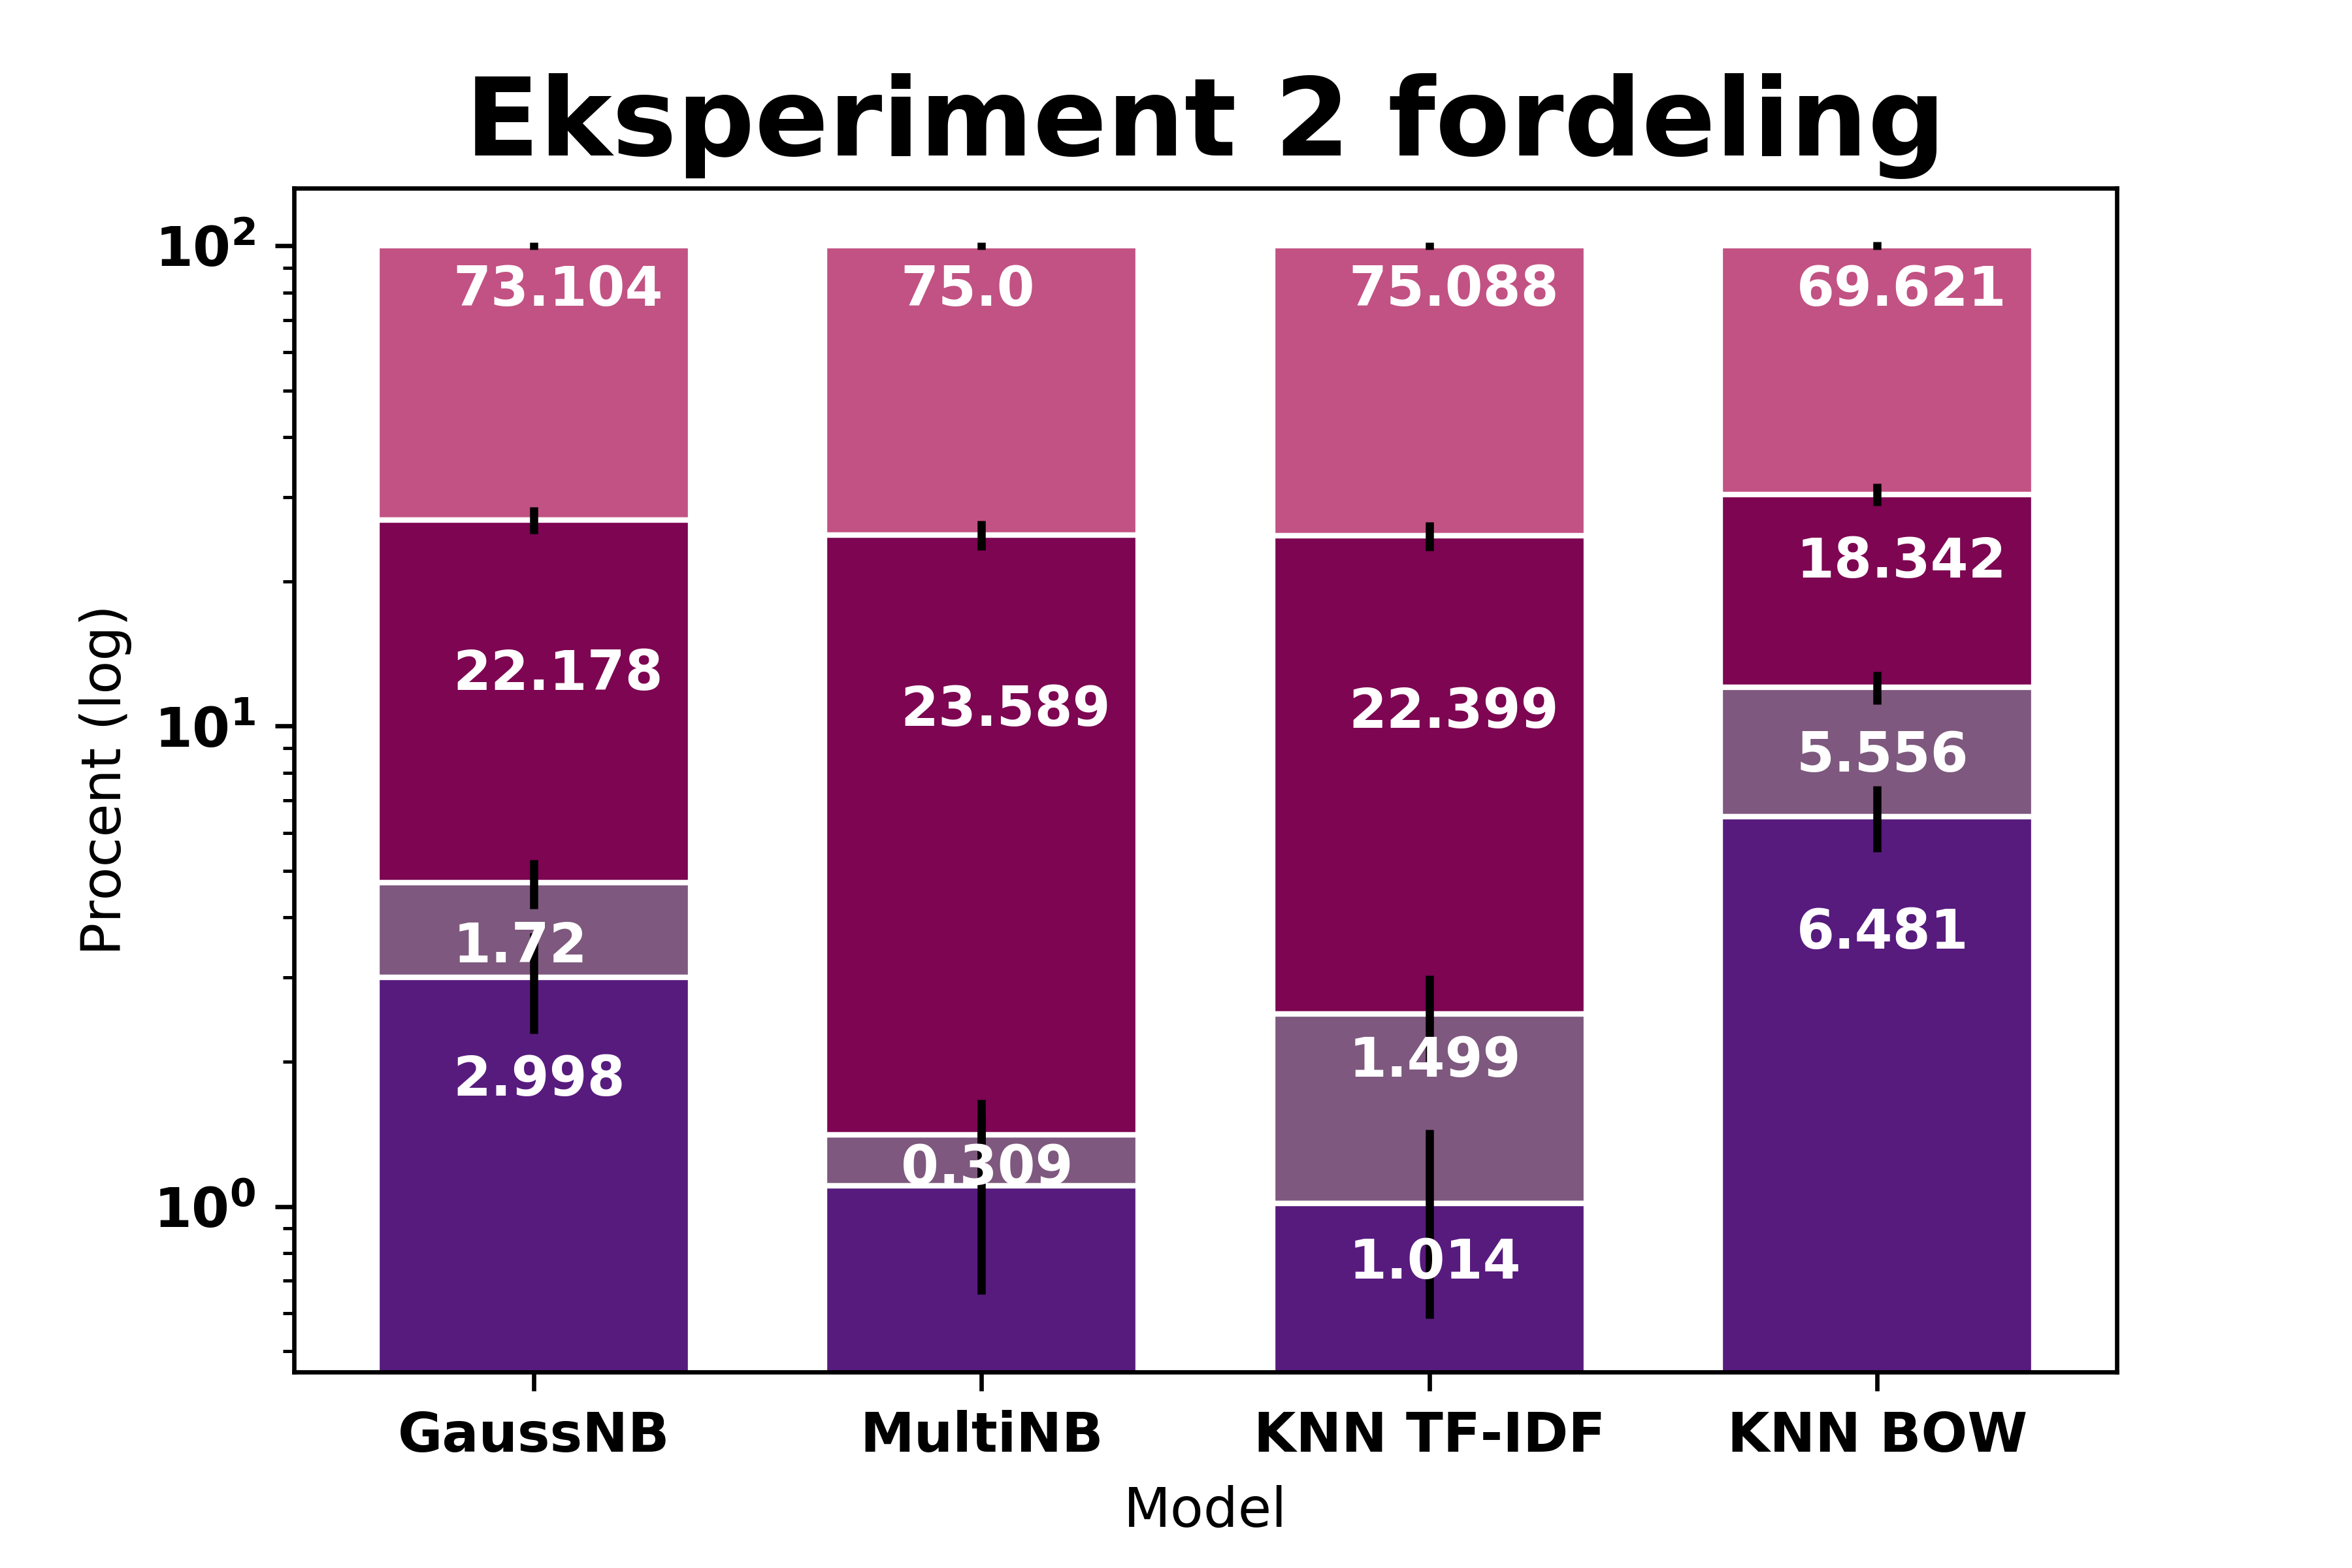 Eksperiment 2 fordeling
Procent (log)
10²
10¹
10⁰
73.104
75.0
75.088
69.621
22.178
23.589
22.399
18.342
1.72
0.309
1.499
5.556
2.998
1.014
6.481
GaussNB
MultiNB
KNN TF-IDF
KNN BOW
Model